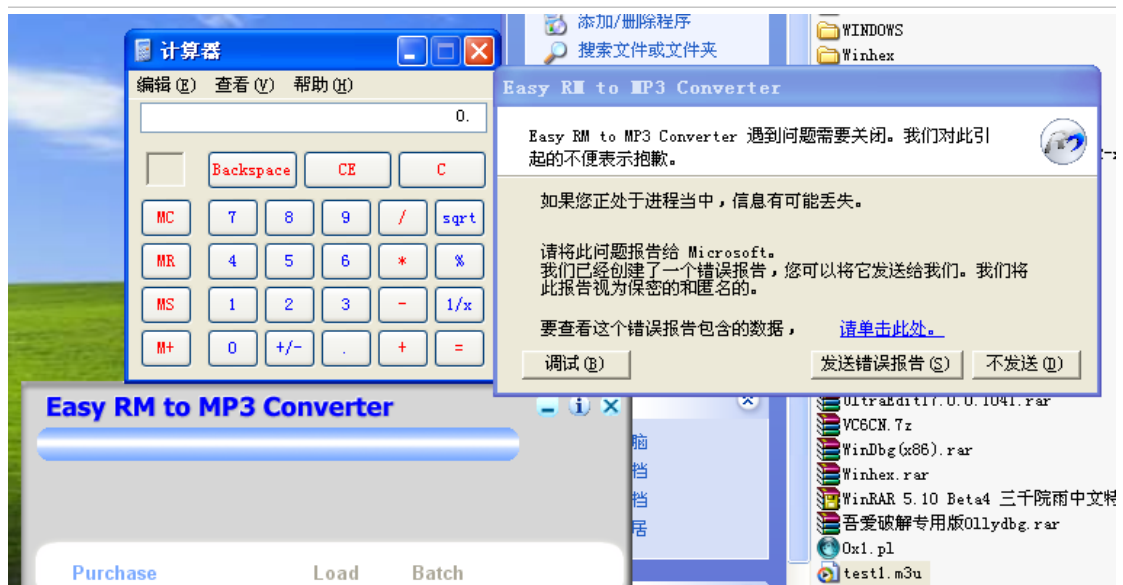 添加/删除程序
搜索文件或文件夹
WINDOWS
Winhex
计算器
编辑(E) 查看(V) 帮助(H)
0.
Backspace CE C
MC 7 8 9 / sqrt
MR 4 5 6 * %
MS 1 2 3 - 1/x
M+ 0 +/- . + =
Easy RM to MP3 Converter
Easy RM to MP3 Converter 遇到问题需要关闭。我们对此引
起的不便表示抱歉。
如果您正处于进程当中，信息有可能丢失。
请将此问题报告给 Microsoft。
我们已经创建了一个错误报告，您可以将它发送给我们。我们将
此报告视为保密的和匿名的。
要查看这个错误报告包含的数据， 请单击此处。
调试(B) 发送错误报告(S) 不发送(D)
Easy RM to MP3 Converter
Purchase Load Batch
脑
档
档
居
UltraEdit17.0.0.1041.rar
VC6CN.7z
WinDbg(x86).rar
Winhex.rar
WinRAR 5.10 Beta4 三千院雨中文特
吾爱破解专用版Ollydbg.rar
0x1.pl
test1.m3u